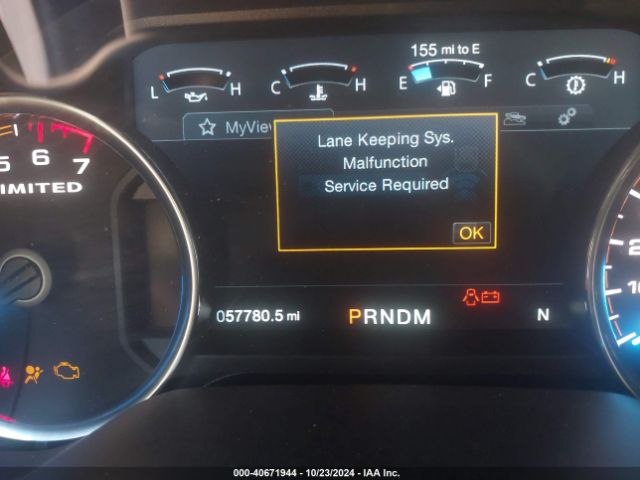 155 mi to E
L H C H E F C H
MyView
Lane Keeping Sys.
Malfunction
Service Required
OK
5 6 7
LIMITED
057780.5 mi PRNDM N
000-40671944 - 10/23/2024 - IAA Inc.